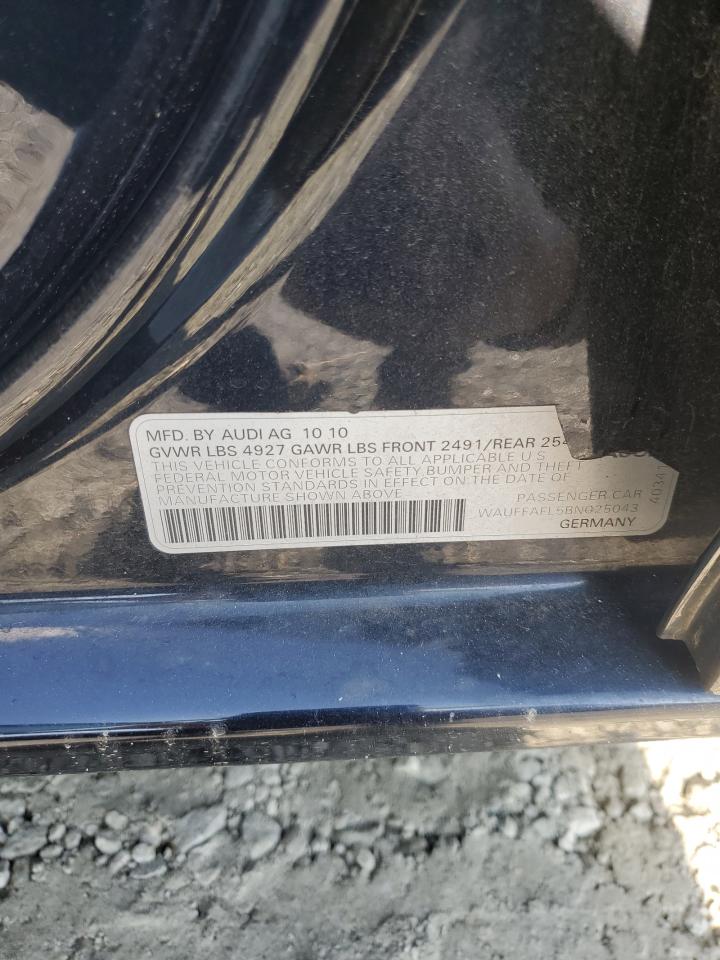 MFD. BY AUDI AG 10 10
GVWR LBS 4927 GAWR LBS FRONT 2491/REAR
THIS VEHICLE CONFORMS TO ALL APPLICABLE U S
FEDERAL MOTOR VEHICLE SAFETY BUMPER AND THEFT
PREVENTION STANDARDS IN EFFECT ON THE DATE OF
MANUFACTURE SHOWN ABOVE
PASSENGER CAR
WAUFFAFL5BN025043
GERMANY